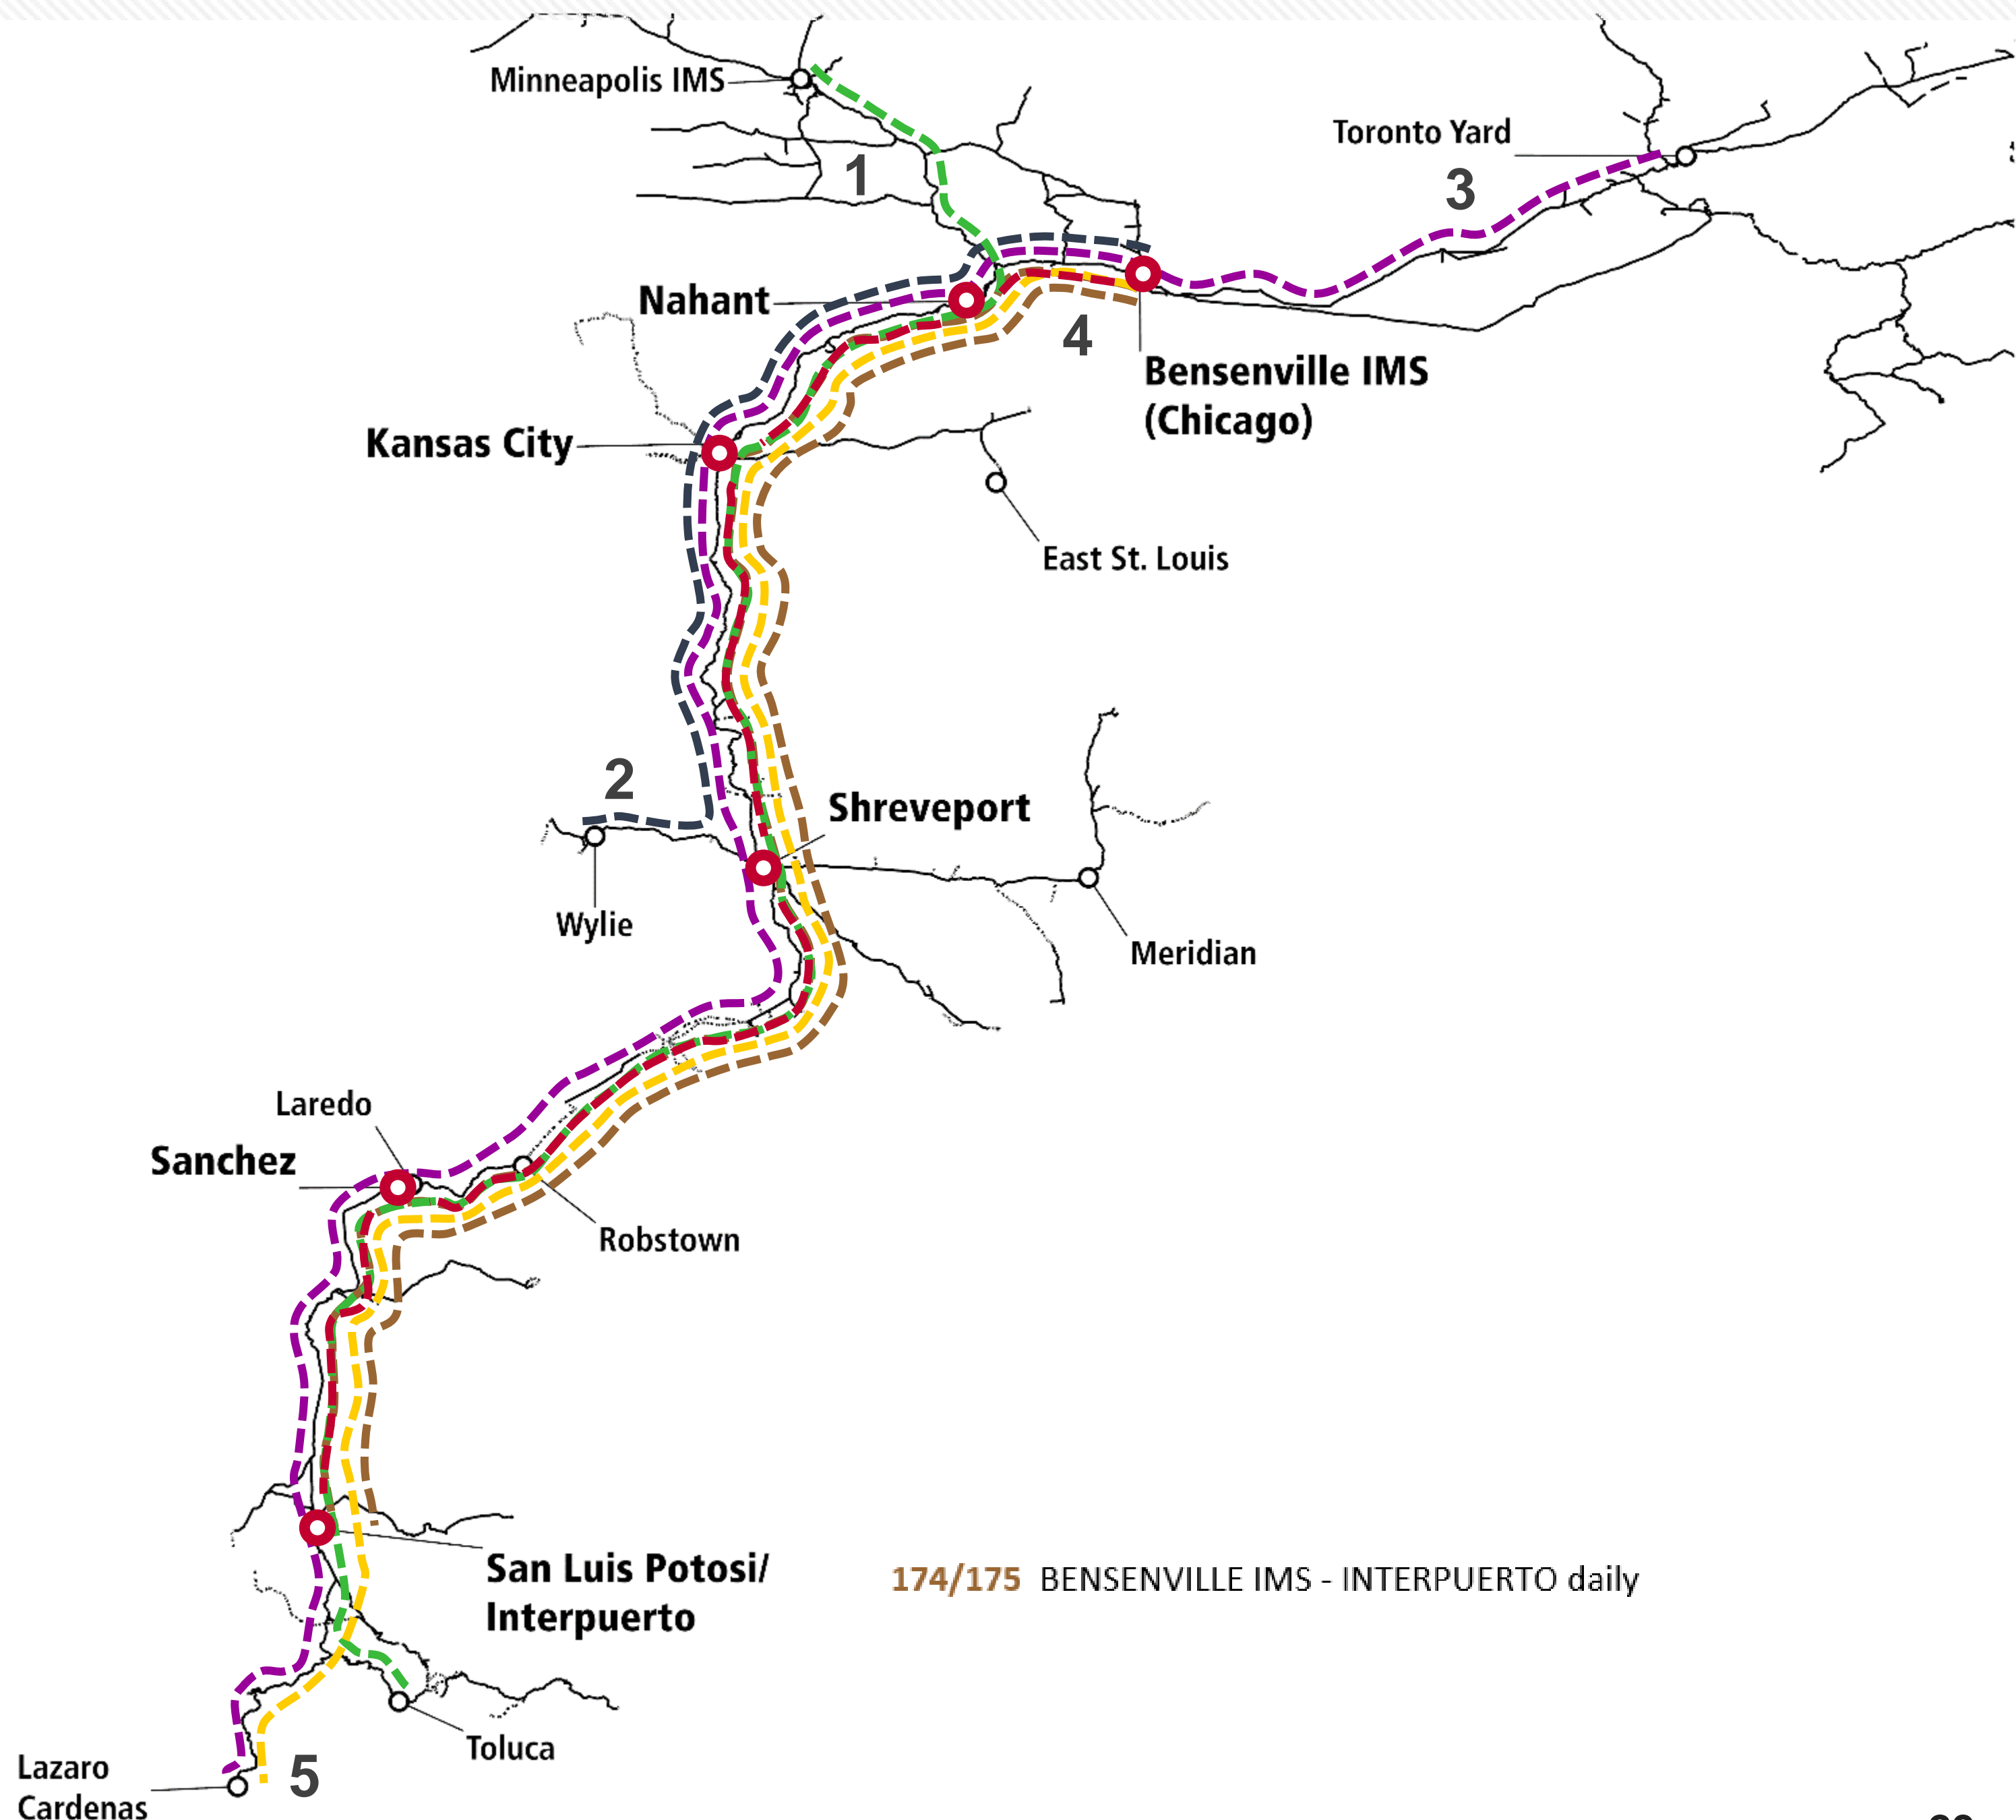 Minneapolis IMS
Toronto Yard
1
3
Nahant
4
Bensenville IMS
(Chicago)
Kansas City
East St. Louis
2
Shreveport
Wylie
Meridian
Laredo
Sanchez
Robstown
San Luis Potosi/
Interpuerto
174/175 BENSENVILLE IMS - INTERPUERTO daily
Toluca
Lazaro
Cardenas
5